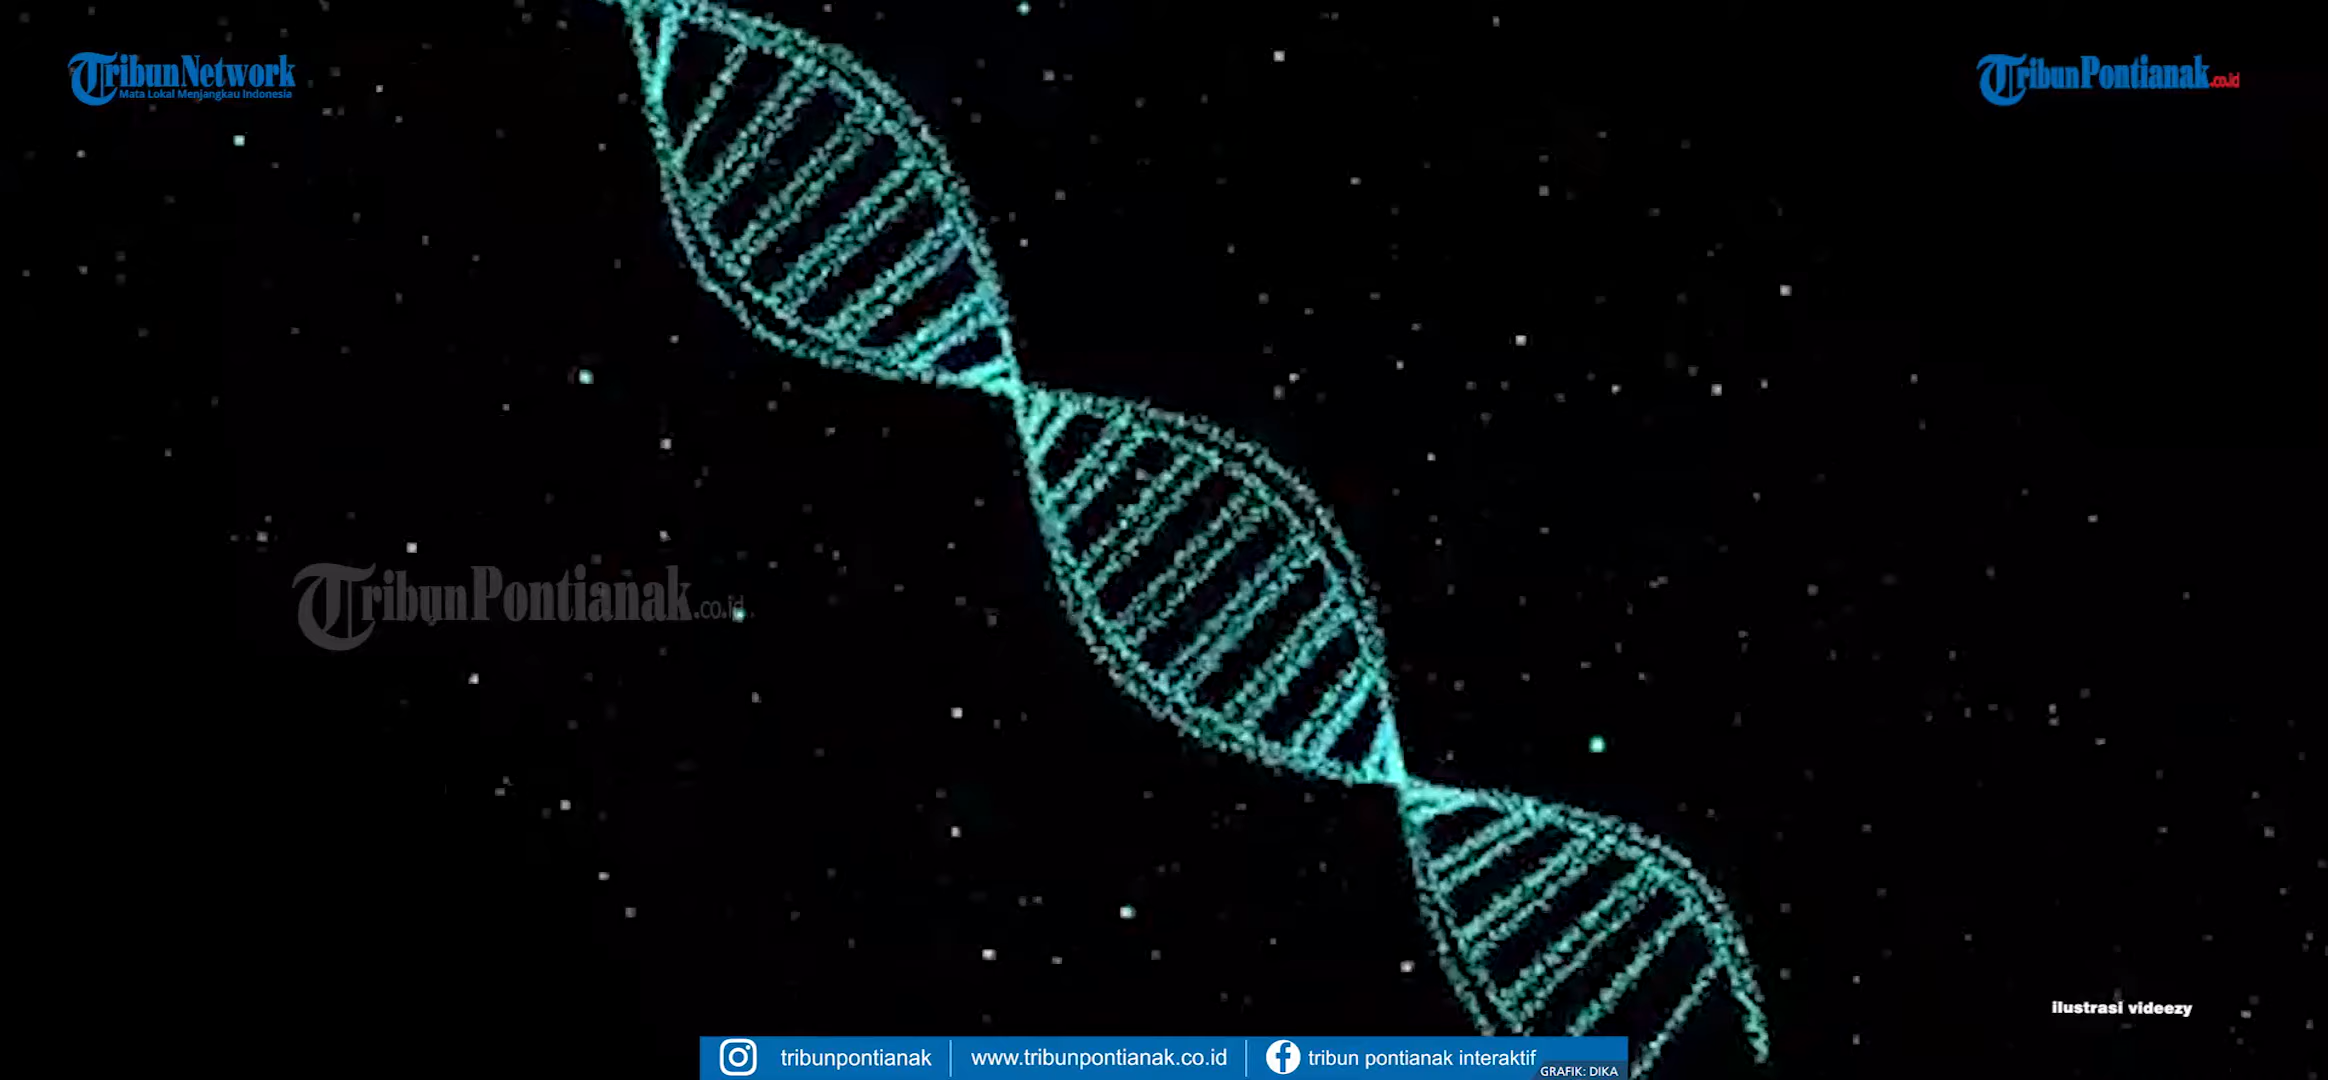 TribunNetwork
Mata Lokal Menjangkau Indonesia
TribunPontianak.co.id
TribunPontianak.co.id
ilustrasi videezy
tribunpontianak
www.tribunpontianak.co.id
tribun pontianak interaktif
GRAFIK: DIKA